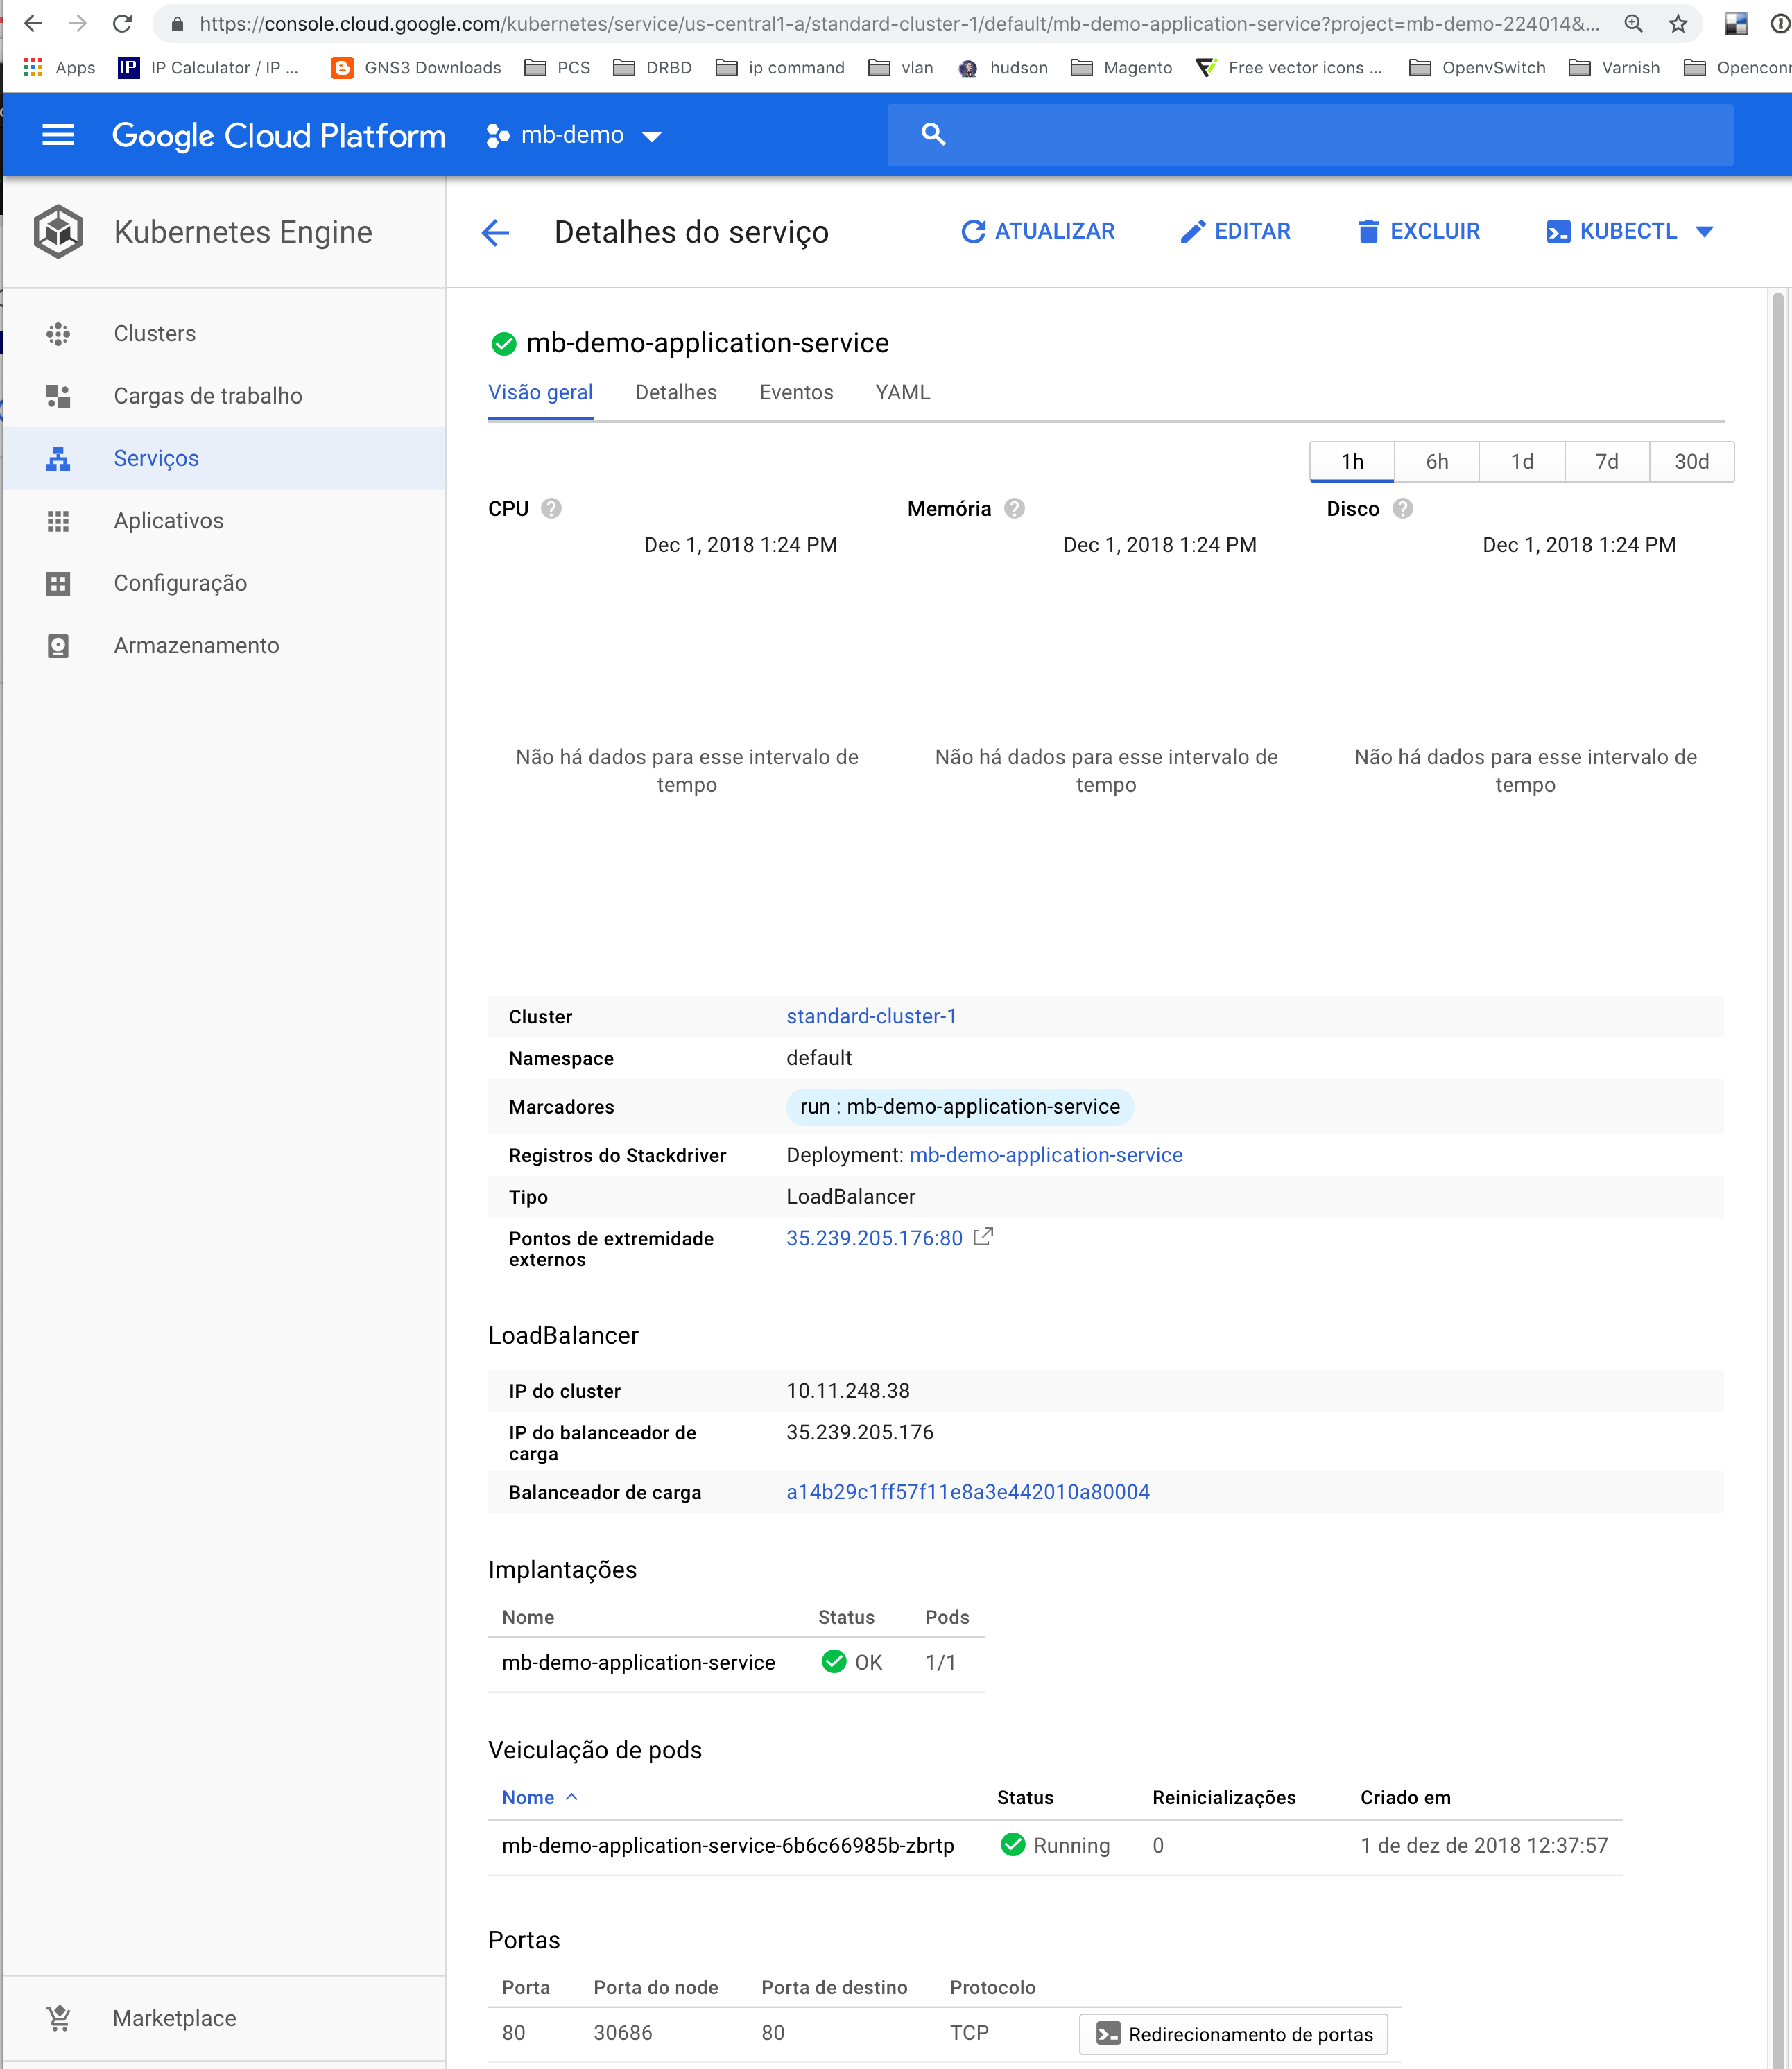 https://console.cloud.google.com/kubernetes/service/us-central1-a/standard-cluster-1/default/mb-demo-application-service?project=mb-demo-224014&...
Apps IP IP Calculator / IP ... GNS3 Downloads PCS DRBD ip command vlan hudson Magento Free vector icons ... OpenvSwitch Varnish Openconn
Google Cloud Platform mb-demo
Kubernetes Engine
Detalhes do serviço ATUALIZAR EDITAR EXCLUIR KUBECTL
Clusters
Cargas de trabalho
Serviços
Aplicativos
Configuração
Armazenamento
Marketplace
mb-demo-application-service
Visão geral Detalhes Eventos YAML
1h 6h 1d 7d 30d
CPU ? Memória ? Disco ?
Dec 1, 2018 1:24 PM Dec 1, 2018 1:24 PM Dec 1, 2018 1:24 PM
Não há dados para esse intervalo de
tempo
Não há dados para esse intervalo de
tempo
Não há dados para esse intervalo de
tempo
Cluster standard-cluster-1
Namespace default
Marcadores run : mb-demo-application-service
Registros do Stackdriver Deployment: mb-demo-application-service
Tipo LoadBalancer
Pontos de extremidade
externos
35.239.205.176:80
LoadBalancer
IP do cluster 10.11.248.38
IP do balanceador de
carga
35.239.205.176
Balanceador de carga a14b29c1ff57f11e8a3e442010a80004
Implantações
Nome Status Pods
mb-demo-application-service OK 1/1
Veiculação de pods
Nome Status Reinicializações Criado em
mb-demo-application-service-6b6c66985b-zbrtp Running 0 1 de dez de 2018 12:37:57
Portas
Porta Porta do node Porta de destino Protocolo
80 30686 80 TCP Redirecionamento de portas